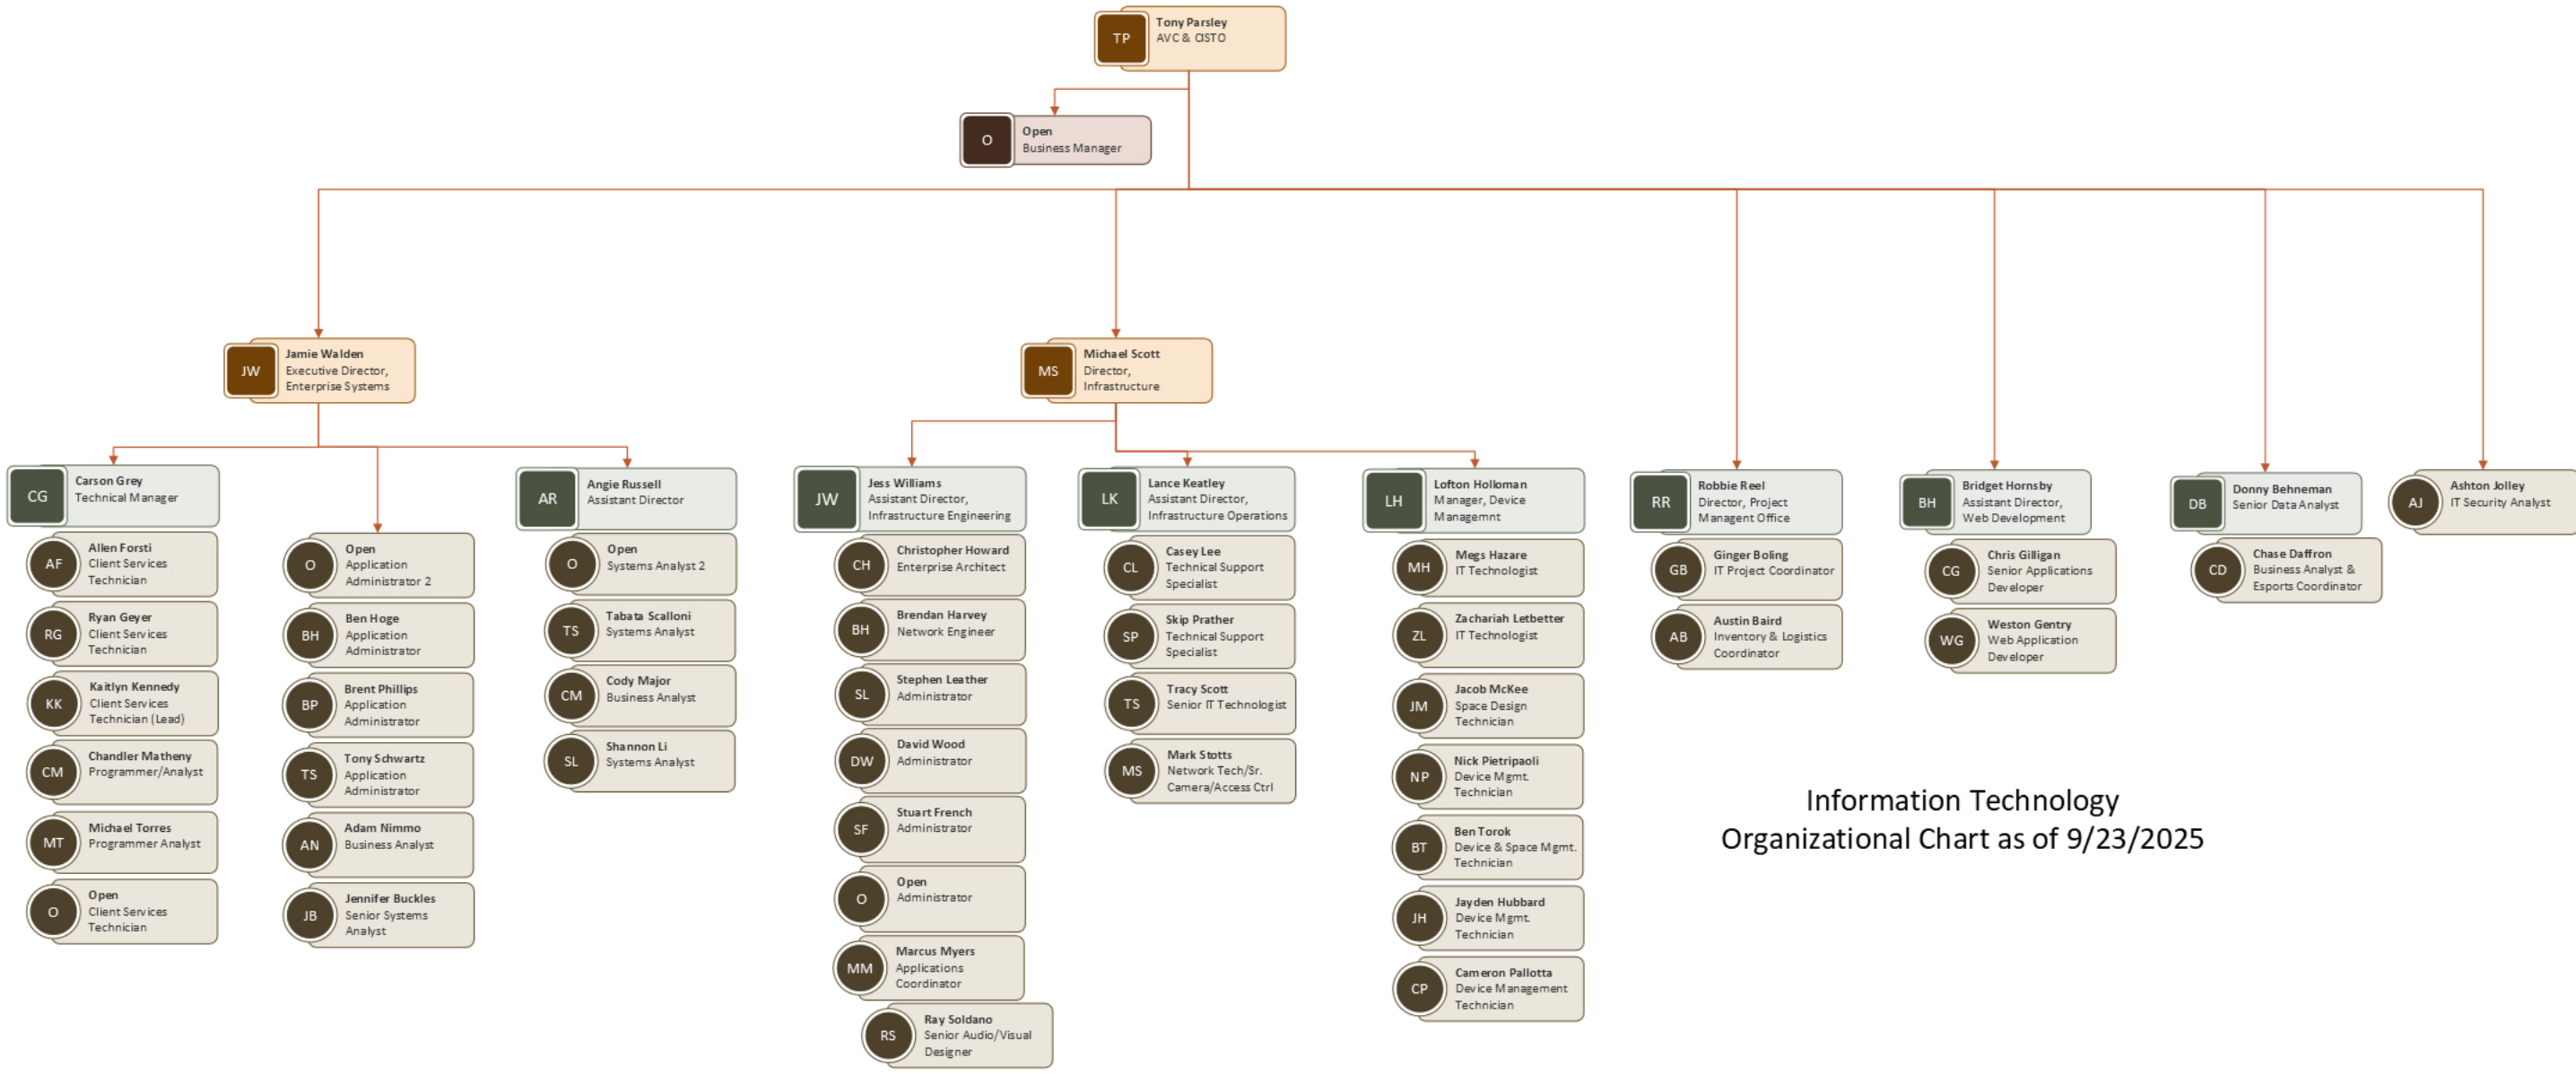 TP
Tony Parsley
AVC & CISTO
O
Open
Business Manager
JW
Jamie Walden
Executive Director,
Enterprise Systems
MS
Michael Scott
Director,
Infrastructure
CG
Carson Grey
Technical Manager
AF
Allen Forsti
Client Services
Technician
RG
Ryan Geyer
Client Services
Technician
KK
Kaitlyn Kennedy
Client Services
Technician (Lead)
CM
Chandler Matheny
Programmer/Analyst
MT
Michael Torres
Programmer Analyst
O
Open
Client Services
Technician
O
Open
Application
Administrator 2
BH
Ben Hoge
Application
Administrator
BP
Brent Phillips
Application
Administrator
TS
Tony Schwartz
Application
Administrator
AN
Adam Nimmo
Business Analyst
JB
Jennifer Buckles
Senior Systems
Analyst
AR
Angie Russell
Assistant Director
O
Open
Systems Analyst 2
TS
Tabata Scalloni
Systems Analyst
CM
Cody Major
Business Analyst
SL
Shannon Li
Systems Analyst
JW
Jess Williams
Assistant Director,
Infrastructure Engineering
CH
Christopher Howard
Enterprise Architect
BH
Brendan Harvey
Network Engineer
SL
Stephen Leather
Administrator
DW
David Wood
Administrator
SF
Stuart French
Administrator
O
Open
Administrator
MM
Marcus Myers
Applications
Coordinator
RS
Ray Soldano
Senior Audio/Visual
Designer
LK
Lance Keatley
Assistant Director,
Infrastructure Operations
CL
Casey Lee
Technical Support
Specialist
SP
Skip Prather
Technical Support
Specialist
TS
Tracy Scott
Senior IT Technologist
MS
Mark Stotts
Network Tech/Sr.
Camera/Access Ctrl
LH
Lofton Holloman
Manager, Device
Managemnt
MH
Megs Hazare
IT Technologist
ZL
Zachariah Letbetter
IT Technologist
JM
Jacob McKee
Space Design
Technician
NP
Nick Pietripaoli
Device Mgmt.
Technician
BT
Ben Torok
Device & Space Mgmt.
Technician
JH
Jayden Hubbard
Device Mgmt.
Technician
CP
Cameron Pallotta
Device Management
Technician
RR
Robbie Reel
Director, Project
Managent Office
GB
Ginger Boling
IT Project Coordinator
AB
Austin Baird
Inventory & Logistics
Coordinator
BH
Bridget Hornsby
Assistant Director,
Web Development
CG
Chris Gilligan
Senior Applications
Developer
WG
Weston Gentry
Web Application
Developer
DB
Donny Behneman
Senior Data Analyst
CD
Chase Daffron
Business Analyst &
Esports Coordinator
AJ
Ashton Jolley
IT Security Analyst
Information Technology
Organizational Chart as of 9/23/2025